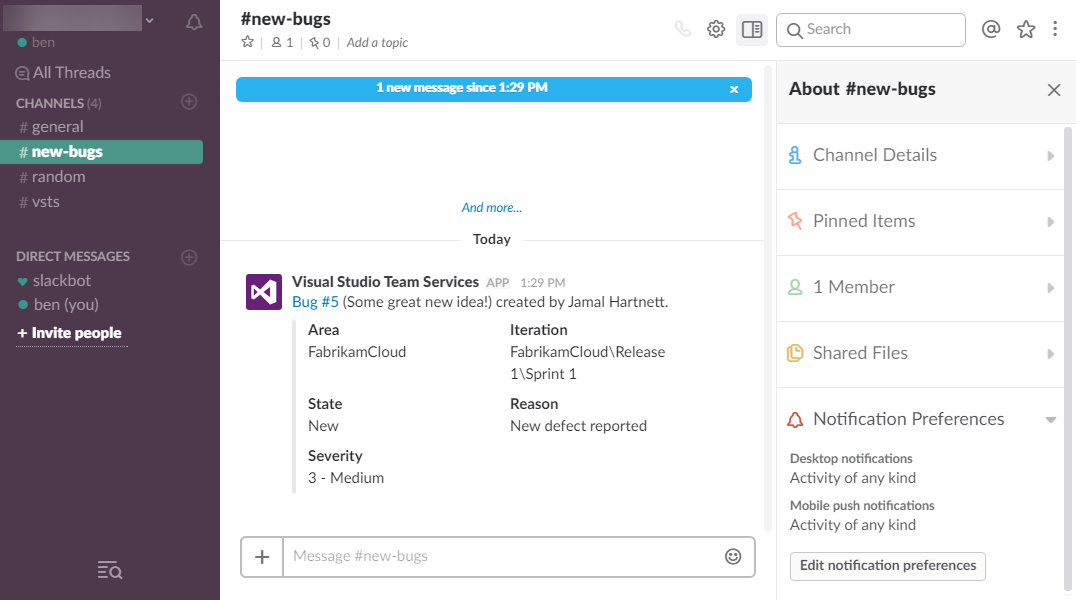 ben
All Threads
CHANNELS (4)
# general
# new-bugs
# random
# vsts
DIRECT MESSAGES
slackbot
ben (you)
+ Invite people
#new-bugs
1 | 0 | Add a topic
Search
1 new message since 1:29 PM
And more...
Today
Visual Studio Team Services APP 1:29 PM
Bug #5 (Some great new idea!) created by Jamal Hartnett.
Area Iteration
FabrikamCloud FabrikamCloud\Release
1\Sprint 1
State Reason
New New defect reported
Severity
3 - Medium
Message #new-bugs
About #new-bugs
Channel Details
Pinned Items
1 Member
Shared Files
Notification Preferences
Desktop notifications
Activity of any kind
Mobile push notifications
Activity of any kind
Edit notification preferences